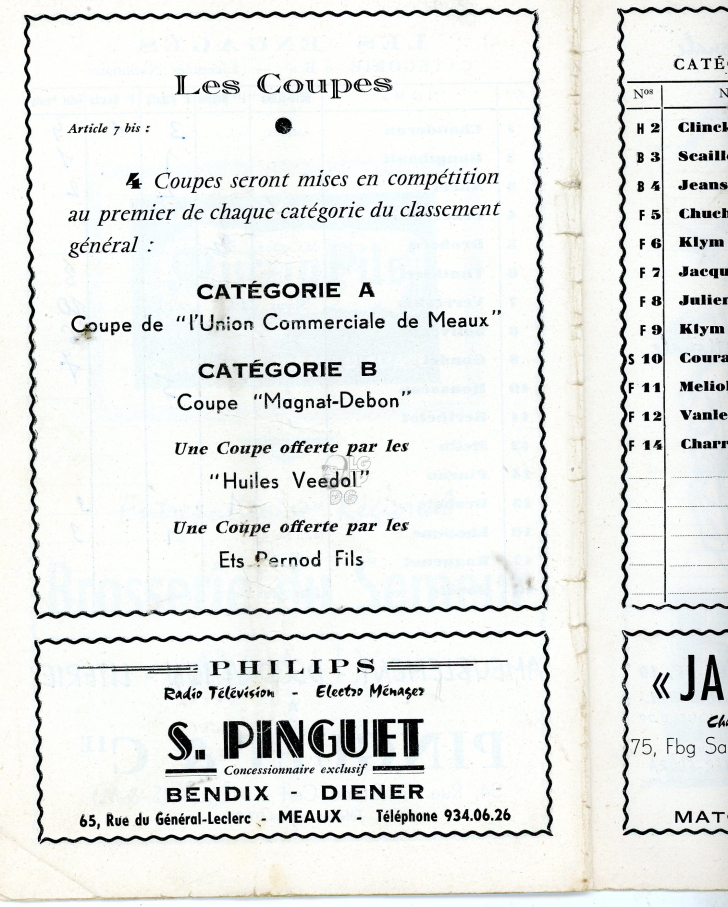 Les Coupes
Article 7 bis :
4 Coupes seront mises en compétition
au premier de chaque catégorie du classement
général :
CATÉGORIE A
Coupe de "l'Union Commerciale de Meaux"
CATÉGORIE B
Coupe "Magnat-Debon"
Une Coupe offerte par les
"Huiles Veedol"
Une Coupe offerte par les
Ets Pernod Fils
PHILIPS
Radio Télévision - Electro Ménager
S. PINGUET
Concessionnaire exclusif
BENDIX - DIENER
65, Rue du Général-Leclerc - MEAUX - Téléphone 934.06.26
CATÉG
Nos N
H 2 Clinck
B 3 Scaill
B 4 Jeans
F 5 Chuch
F 6 Klym
F 7 Jacqu
F 8 Julien
F 9 Klym
S 10 Coura
F 11 Meliol
F 12 Vanle
F 14 Charr
« JA
75, Fbg Sa
MAT